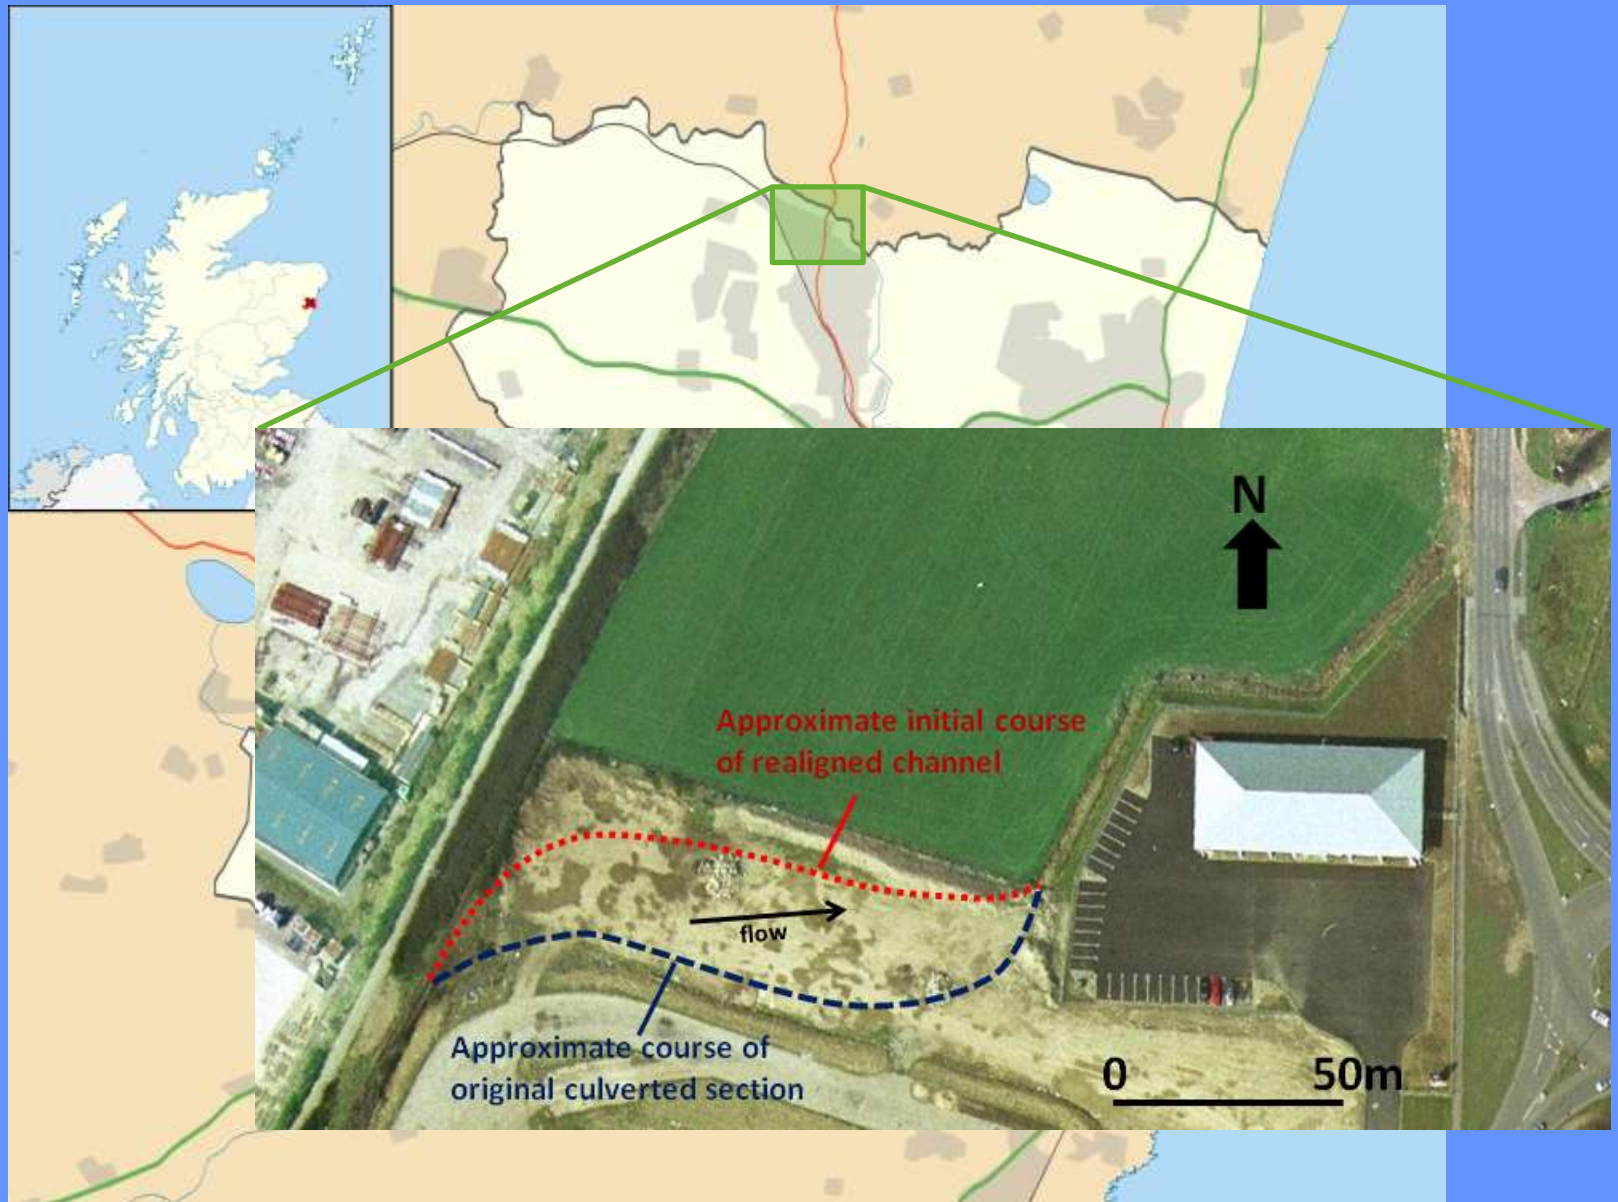 N
Approximate initial course
of realigned channel
flow
Approximate course of
original culverted section
0 50m